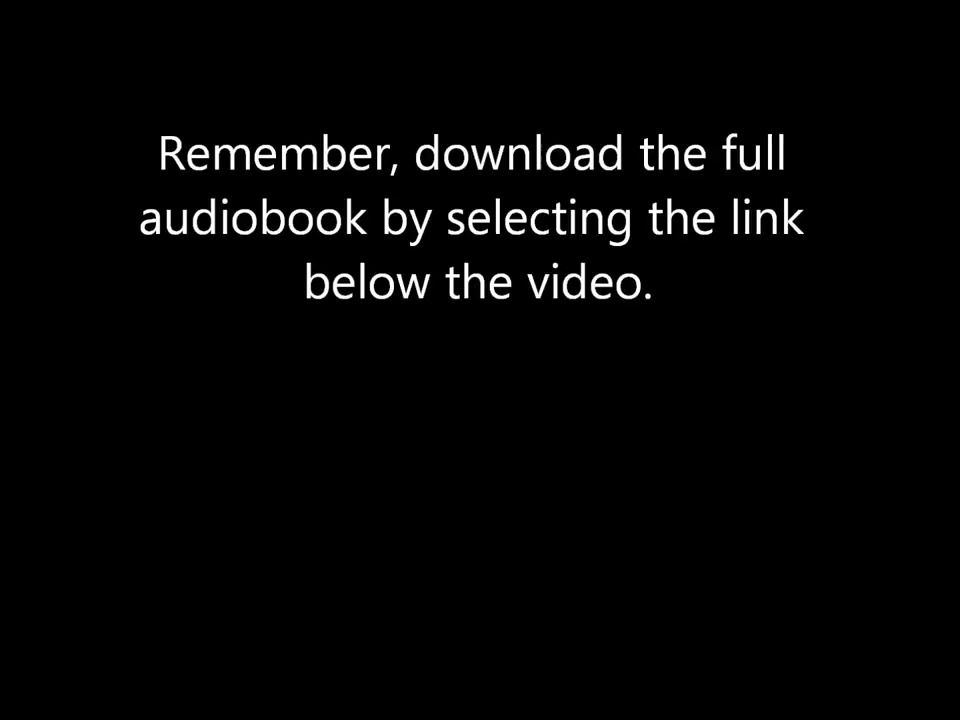 Remember, download the full
audiobook by selecting the link
below the video.